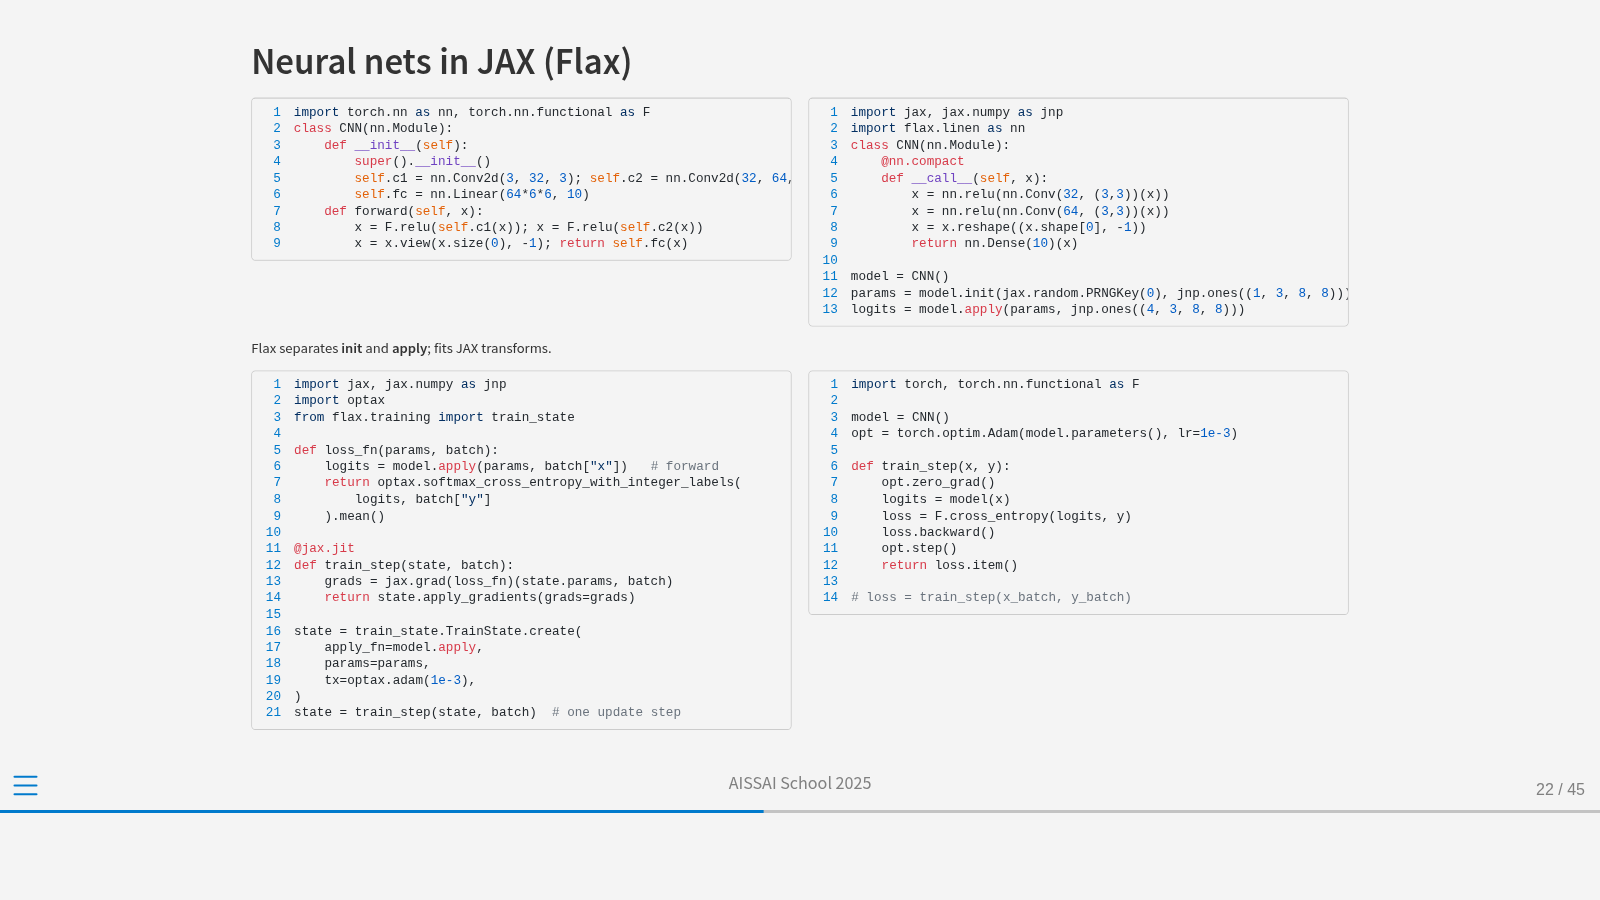 Neural nets in JAX (Flax)
1 import torch.nn as nn, torch.nn.functional as F
2 class CNN(nn.Module):
3     def __init__(self):
4         super().__init__()
5         self.c1 = nn.Conv2d(3, 32, 3); self.c2 = nn.Conv2d(32, 64,
6         self.fc = nn.Linear(64*6*6, 10)
7     def forward(self, x):
8         x = F.relu(self.c1(x)); x = F.relu(self.c2(x))
9         x = x.view(x.size(0), -1); return self.fc(x)
1 import jax, jax.numpy as jnp
2 import flax.linen as nn
3 class CNN(nn.Module):
4     @nn.compact
5     def __call__(self, x):
6         x = nn.relu(nn.Conv(32, (3,3))(x))
7         x = nn.relu(nn.Conv(64, (3,3))(x))
8         x = x.reshape((x.shape[0], -1))
9         return nn.Dense(10)(x)
10
11 model = CNN()
12 params = model.init(jax.random.PRNGKey(0), jnp.ones((1, 3, 8, 8)))
13 logits = model.apply(params, jnp.ones((4, 3, 8, 8)))
Flax separates init and apply; fits JAX transforms.
1 import jax, jax.numpy as jnp
2 import optax
3 from flax.training import train_state
4
5 def loss_fn(params, batch):
6     logits = model.apply(params, batch["x"])   # forward
7     return optax.softmax_cross_entropy_with_integer_labels(
8         logits, batch["y"]
9     ).mean()
10
11 @jax.jit
12 def train_step(state, batch):
13     grads = jax.grad(loss_fn)(state.params, batch)
14     return state.apply_gradients(grads=grads)
15
16 state = train_state.TrainState.create(
17     apply_fn=model.apply,
18     params=params,
19     tx=optax.adam(1e-3),
20 )
21 state = train_step(state, batch)  # one update step
1 import torch, torch.nn.functional as F
2
3 model = CNN()
4 opt = torch.optim.Adam(model.parameters(), lr=1e-3)
5
6 def train_step(x, y):
7     opt.zero_grad()
8     logits = model(x)
9     loss = F.cross_entropy(logits, y)
10     loss.backward()
11     opt.step()
12     return loss.item()
13
14 # loss = train_step(x_batch, y_batch)
AISSAI School 2025
22 / 45